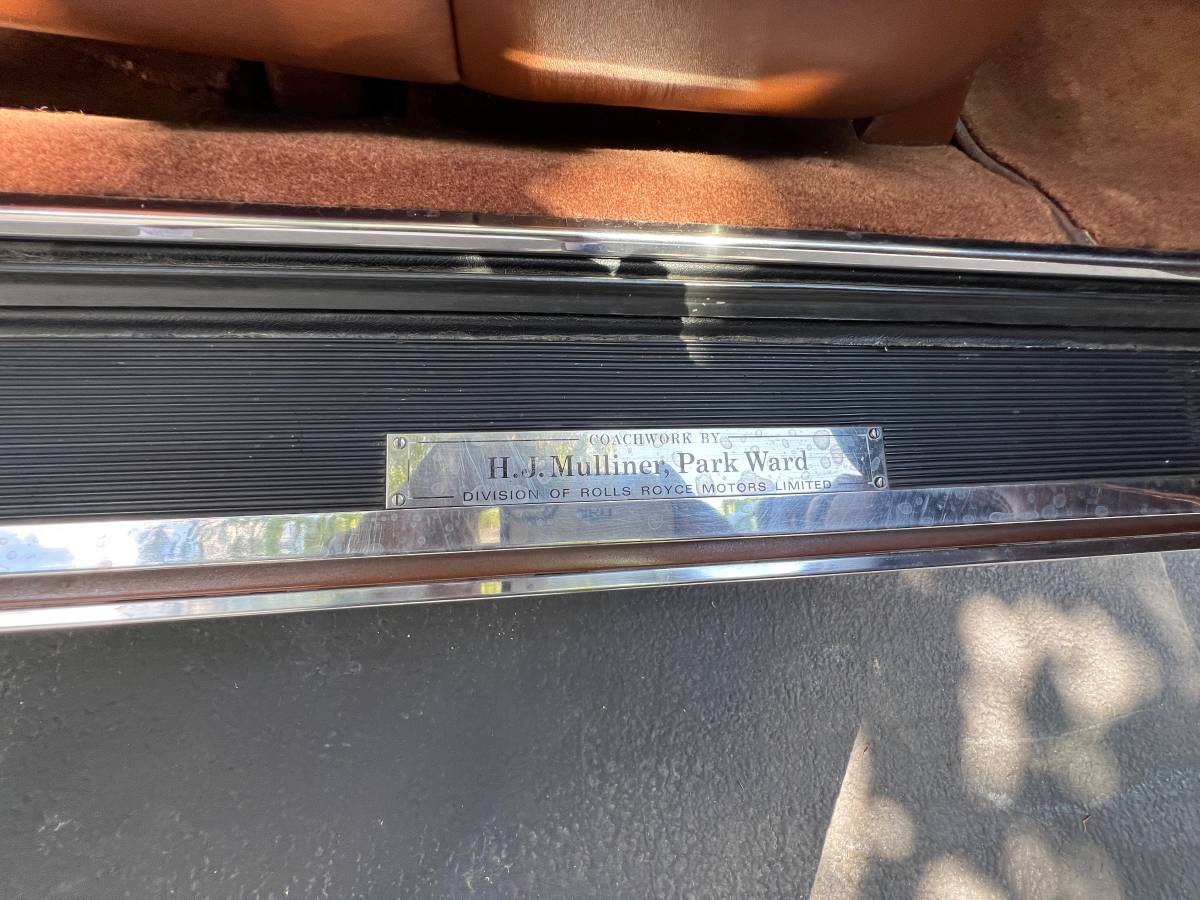 COACHWORK BY
H. J. Mulliner, Park Ward
DIVISION OF ROLLS ROYCE MOTORS LIMITED